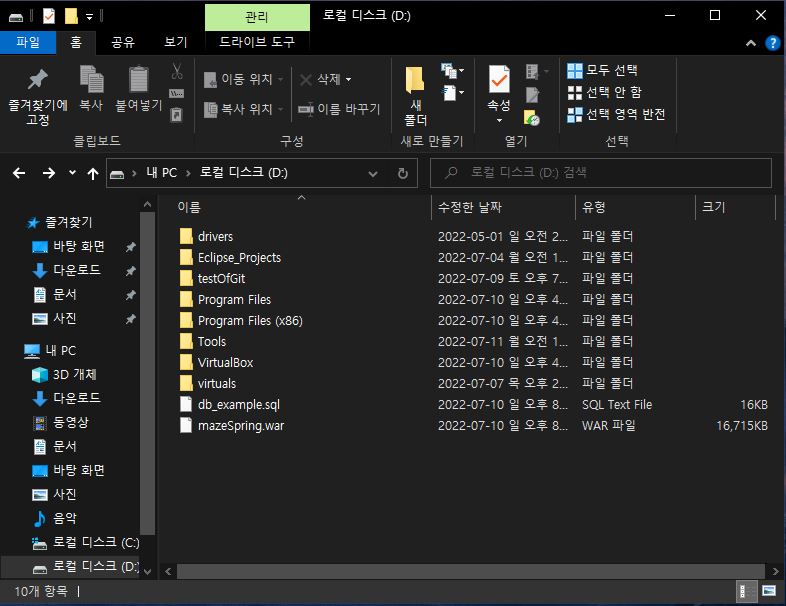 관리
로컬 디스크 (D:)
파일
홈
공유
보기
드라이브 도구
즐겨찾기에 고정
복사
붙여넣기
클립보드
이동 위치
복사 위치
삭제
이름 바꾸기
구성
새 폴더
새로 만들기
속성
열기
모두 선택
선택 안 함
선택 영역 반전
선택
내 PC
로컬 디스크 (D:)
로컬 디스크 (D:) 검색
즐겨찾기
바탕 화면
다운로드
문서
사진
내 PC
3D 개체
다운로드
동영상
문서
바탕 화면
사진
음악
로컬 디스크 (C:)
로컬 디스크 (D:)
이름 수정한 날짜 유형 크기
drivers 2022-05-01 일 오전 2... 파일 폴더
Eclipse_Projects 2022-07-04 월 오전 1... 파일 폴더
testOfGit 2022-07-09 토 오후 7... 파일 폴더
Program Files 2022-07-10 일 오후 4... 파일 폴더
Program Files (x86) 2022-07-10 일 오후 4... 파일 폴더
Tools 2022-07-11 월 오전 1... 파일 폴더
VirtualBox 2022-07-10 일 오후 4... 파일 폴더
virtuals 2022-07-07 목 오후 2... 파일 폴더
db_example.sql 2022-07-10 일 오후 8... SQL Text File 16KB
mazeSpring.war 2022-07-10 일 오후 8... WAR 파일 16,715KB
10개 항목